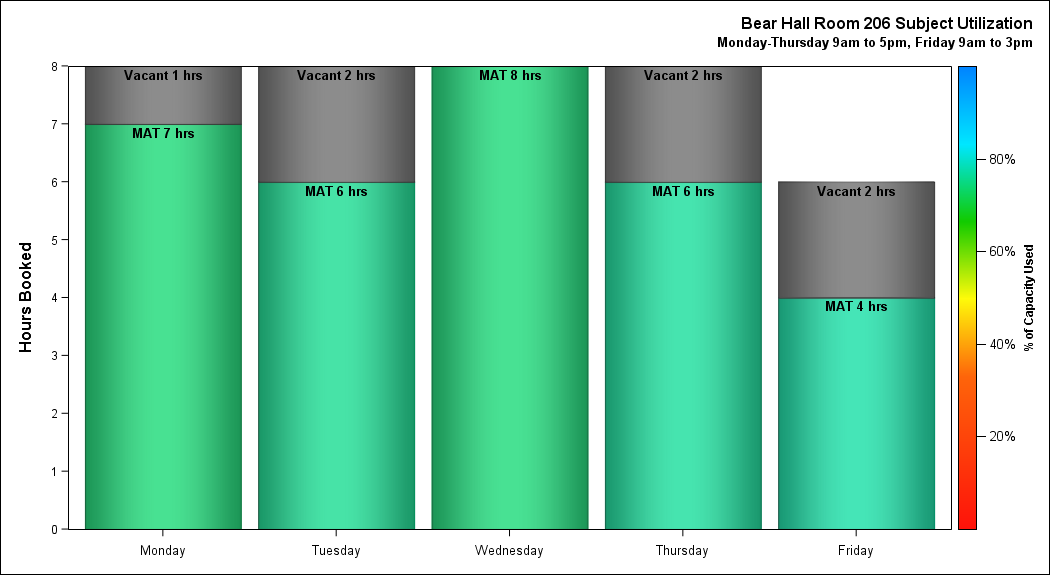 Bear Hall Room 206 Subject Utilization
Monday-Thursday 9am to 5pm, Friday 9am to 3pm
Hours Booked
8
7
6
5
4
3
2
1
0
Vacant 1 hrs
MAT 7 hrs
Vacant 2 hrs
MAT 6 hrs
MAT 8 hrs
Vacant 2 hrs
MAT 6 hrs
Vacant 2 hrs
MAT 4 hrs
Monday
Tuesday
Wednesday
Thursday
Friday
80%
60%
40%
20%
% of Capacity Used